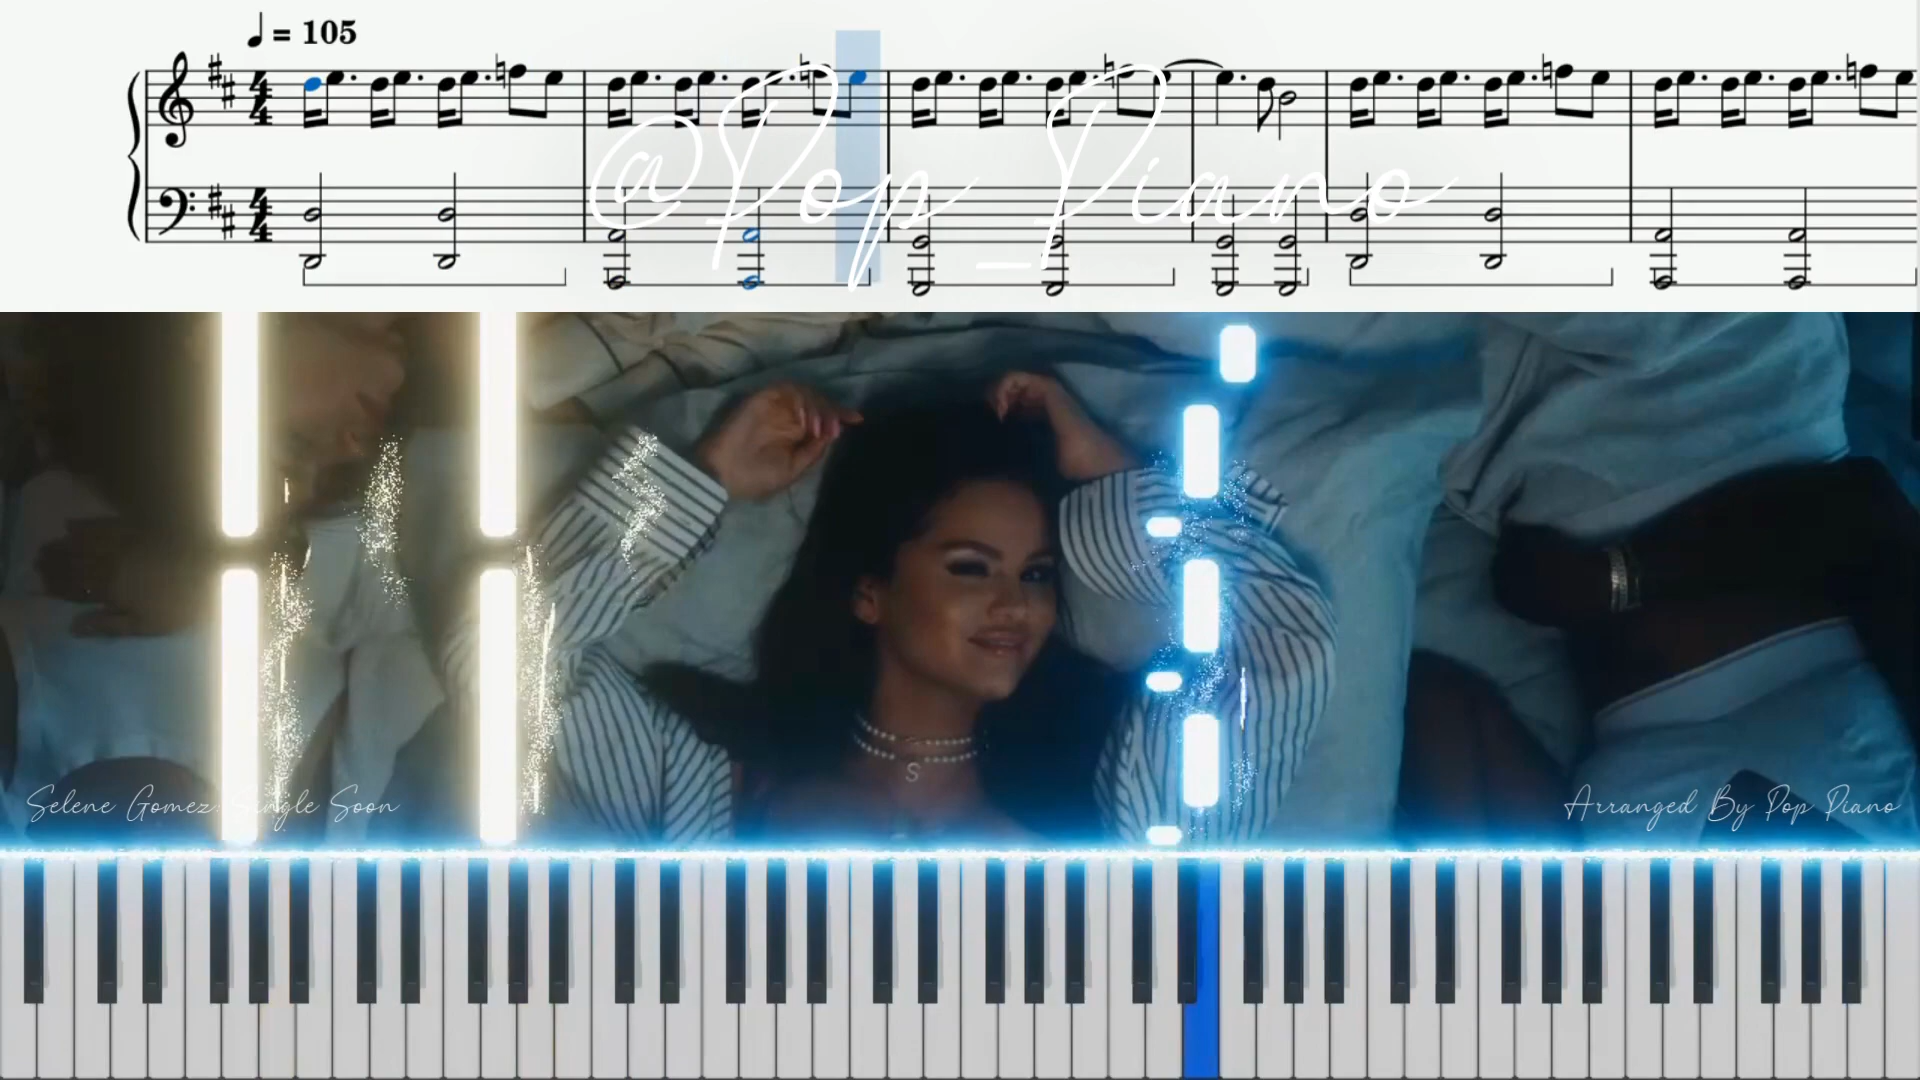 = 105
@Pop_Piano
Selene Gomez: Single Soon
Arranged By Pop Piano
S